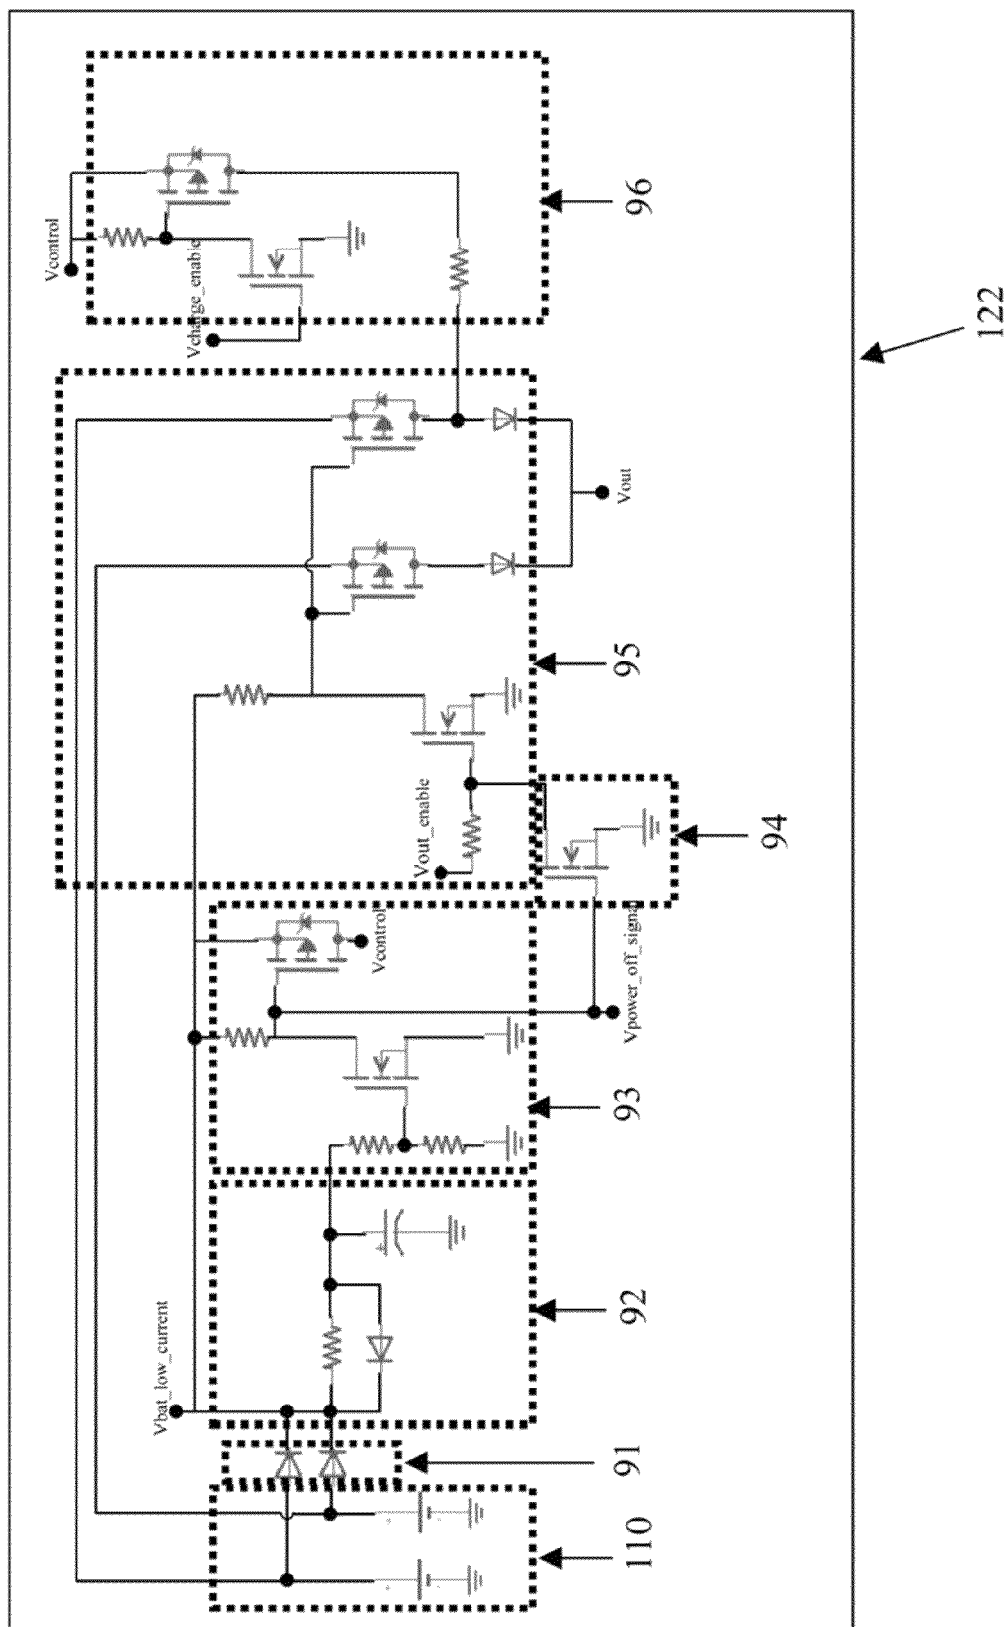 Vcontrol
Vcharge_enable
96
122
Vout
95
Vout_enable
94
Vcontrol
Vpower_off_signal
93
92
Vbat_low_current
91
110